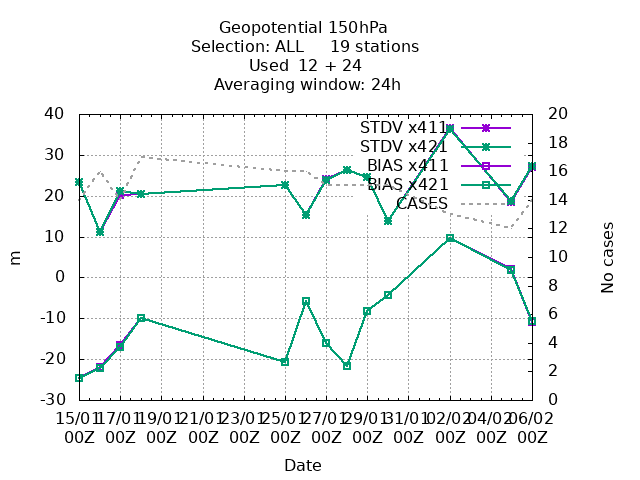 Geopotential 150hPa
Selection: ALL 19 stations
Used 12 + 24
Averaging window: 24h
40
30
20
10
0
-10
-20
-30
m
STDV x411
STDV x421
BIAS x411
BIAS x421
CASES
20
18
16
14
12
10
8
6
4
2
0
No cases
15/01 17/01 19/01 21/01 23/01 25/01 27/01 29/01 31/01 02/02 04/02 06/02
00Z 00Z 00Z 00Z 00Z 00Z 00Z 00Z 00Z 00Z 00Z 00Z
Date